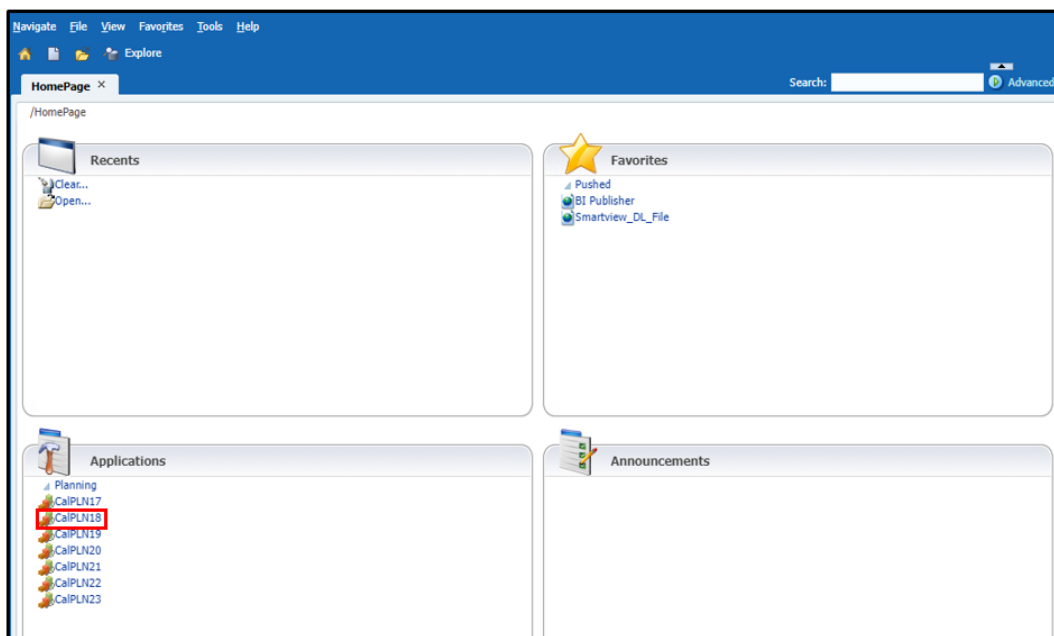 Navigate File View Favorites Tools Help
Explore
HomePage × Search: Advanced
/HomePage
Recents
Clear...
Open...
Favorites
Pushed
BI Publisher
Smartview_DL_File
Applications
Planning
CalPLN17
CalPLN18
CalPLN19
CalPLN20
CalPLN21
CalPLN22
CalPLN23
Announcements